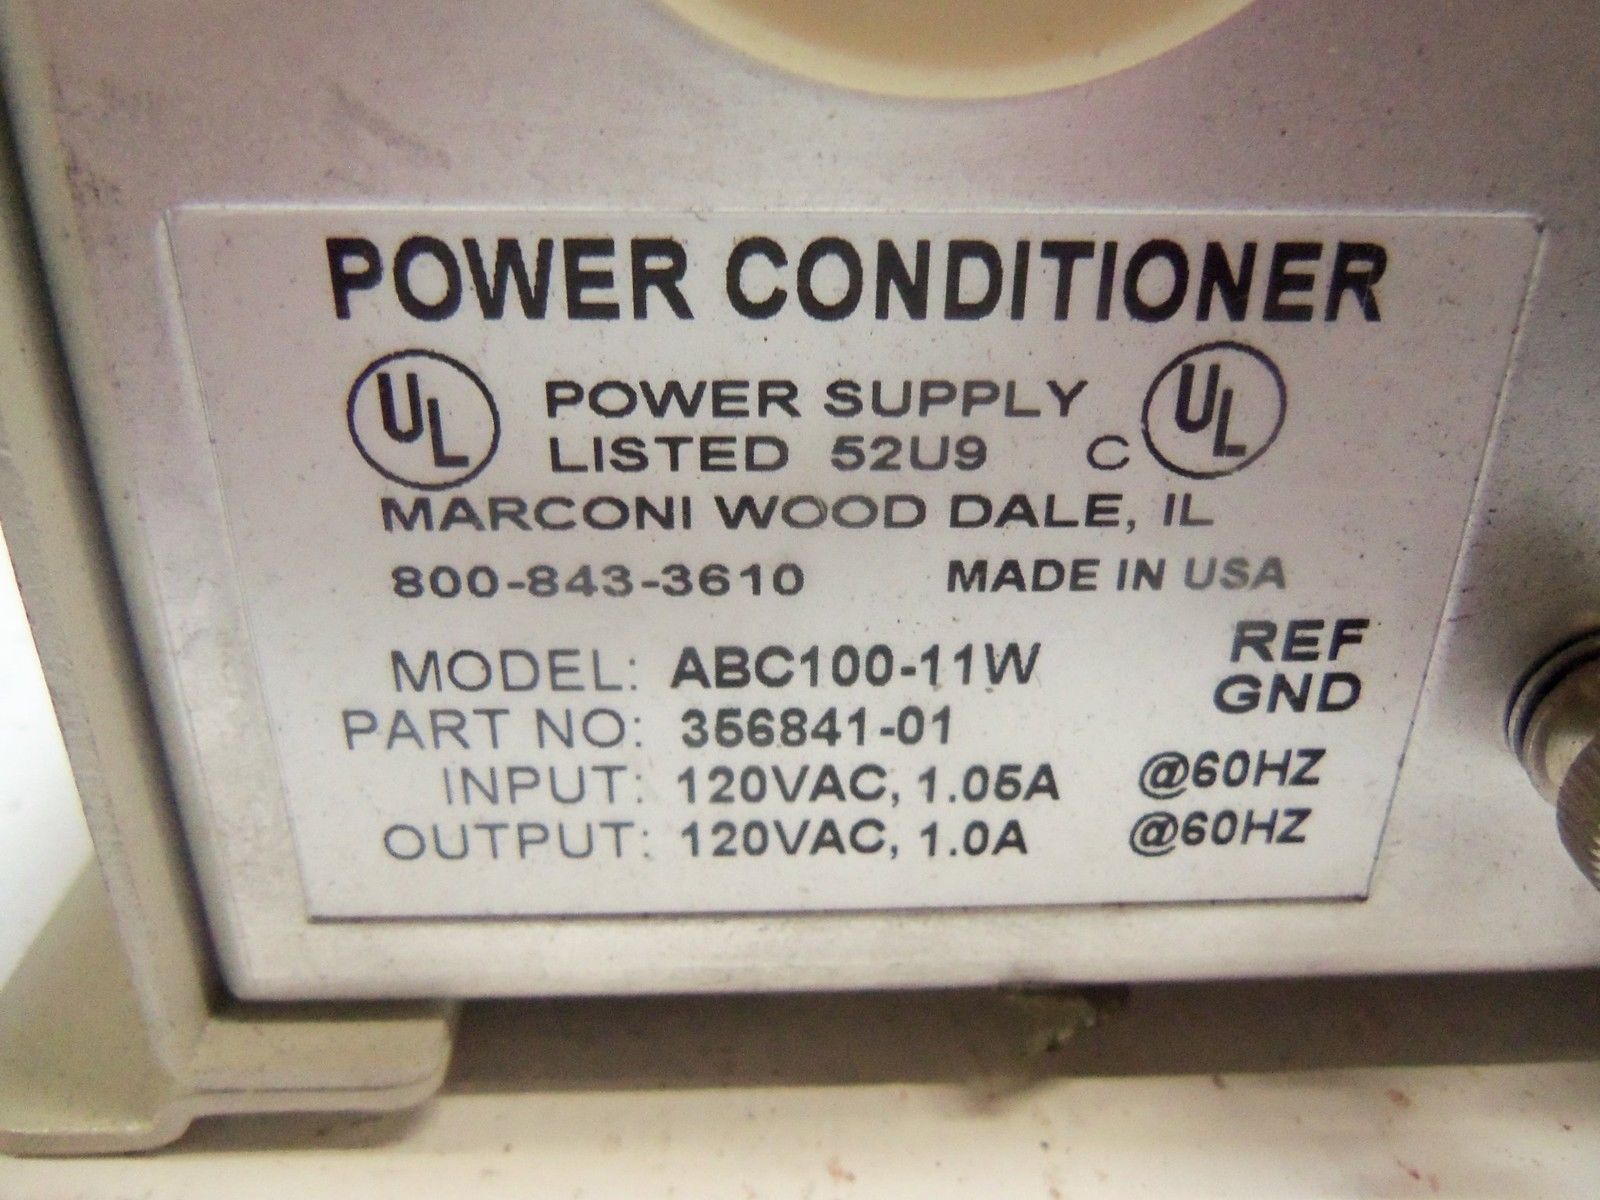 POWER CONDITIONER
UL POWER SUPPLY C UL
LISTED 52U9
MARCONI WOOD DALE, IL
800-843-3610 MADE IN USA
MODEL: ABC100-11W REF
GND
PART NO: 356841-01
INPUT: 120VAC, 1.05A @60HZ
OUTPUT: 120VAC, 1.0A @60HZ